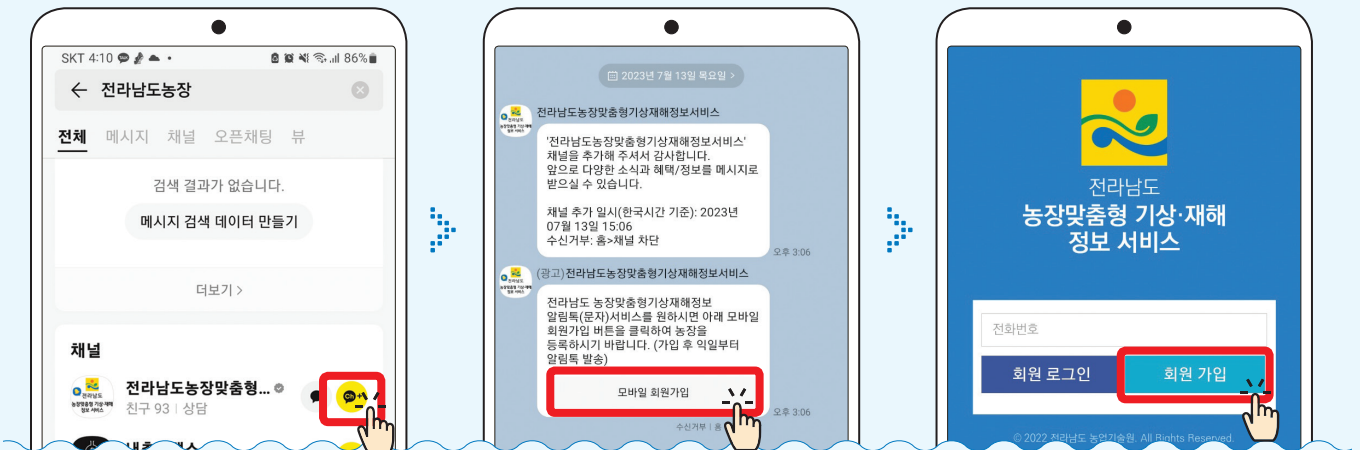 SKT 4:10
86%
전라남도농장
전체 메시지 채널 오픈채팅 뷰
검색 결과가 없습니다.
메시지 검색 데이터 만들기
더보기 >
채널
전라남도농장맞춤형...
친구 93 | 상담
2023년 7월 13일 목요일 >
전라남도농장맞춤형기상재해정보서비스
'전라남도농장맞춤형기상재해정보서비스'
채널을 추가해 주셔서 감사합니다.
앞으로 다양한 소식과 혜택/정보를 메시지로
받으실 수 있습니다.
채널 추가 일시(한국시간 기준): 2023년
07월 13일 15:06
수신거부: 홈>채널 차단
오후 3:06
(광고)전라남도농장맞춤형기상재해정보서비스
전라남도 농장맞춤형기상재해정보
알림톡(문자)서비스를 원하시면 아래 모바일
회원가입 버튼을 클릭하여 농장을
등록하시기 바랍니다. (가입 후 익일부터
알림톡 발송)
모바일 회원가입
오후 3:06
수신거부 | 홈
전라남도
농장맞춤형 기상·재해
정보 서비스
전화번호
회원 로그인
회원 가입
© 2022 전라남도 농업기술원. All Rights Reserved.